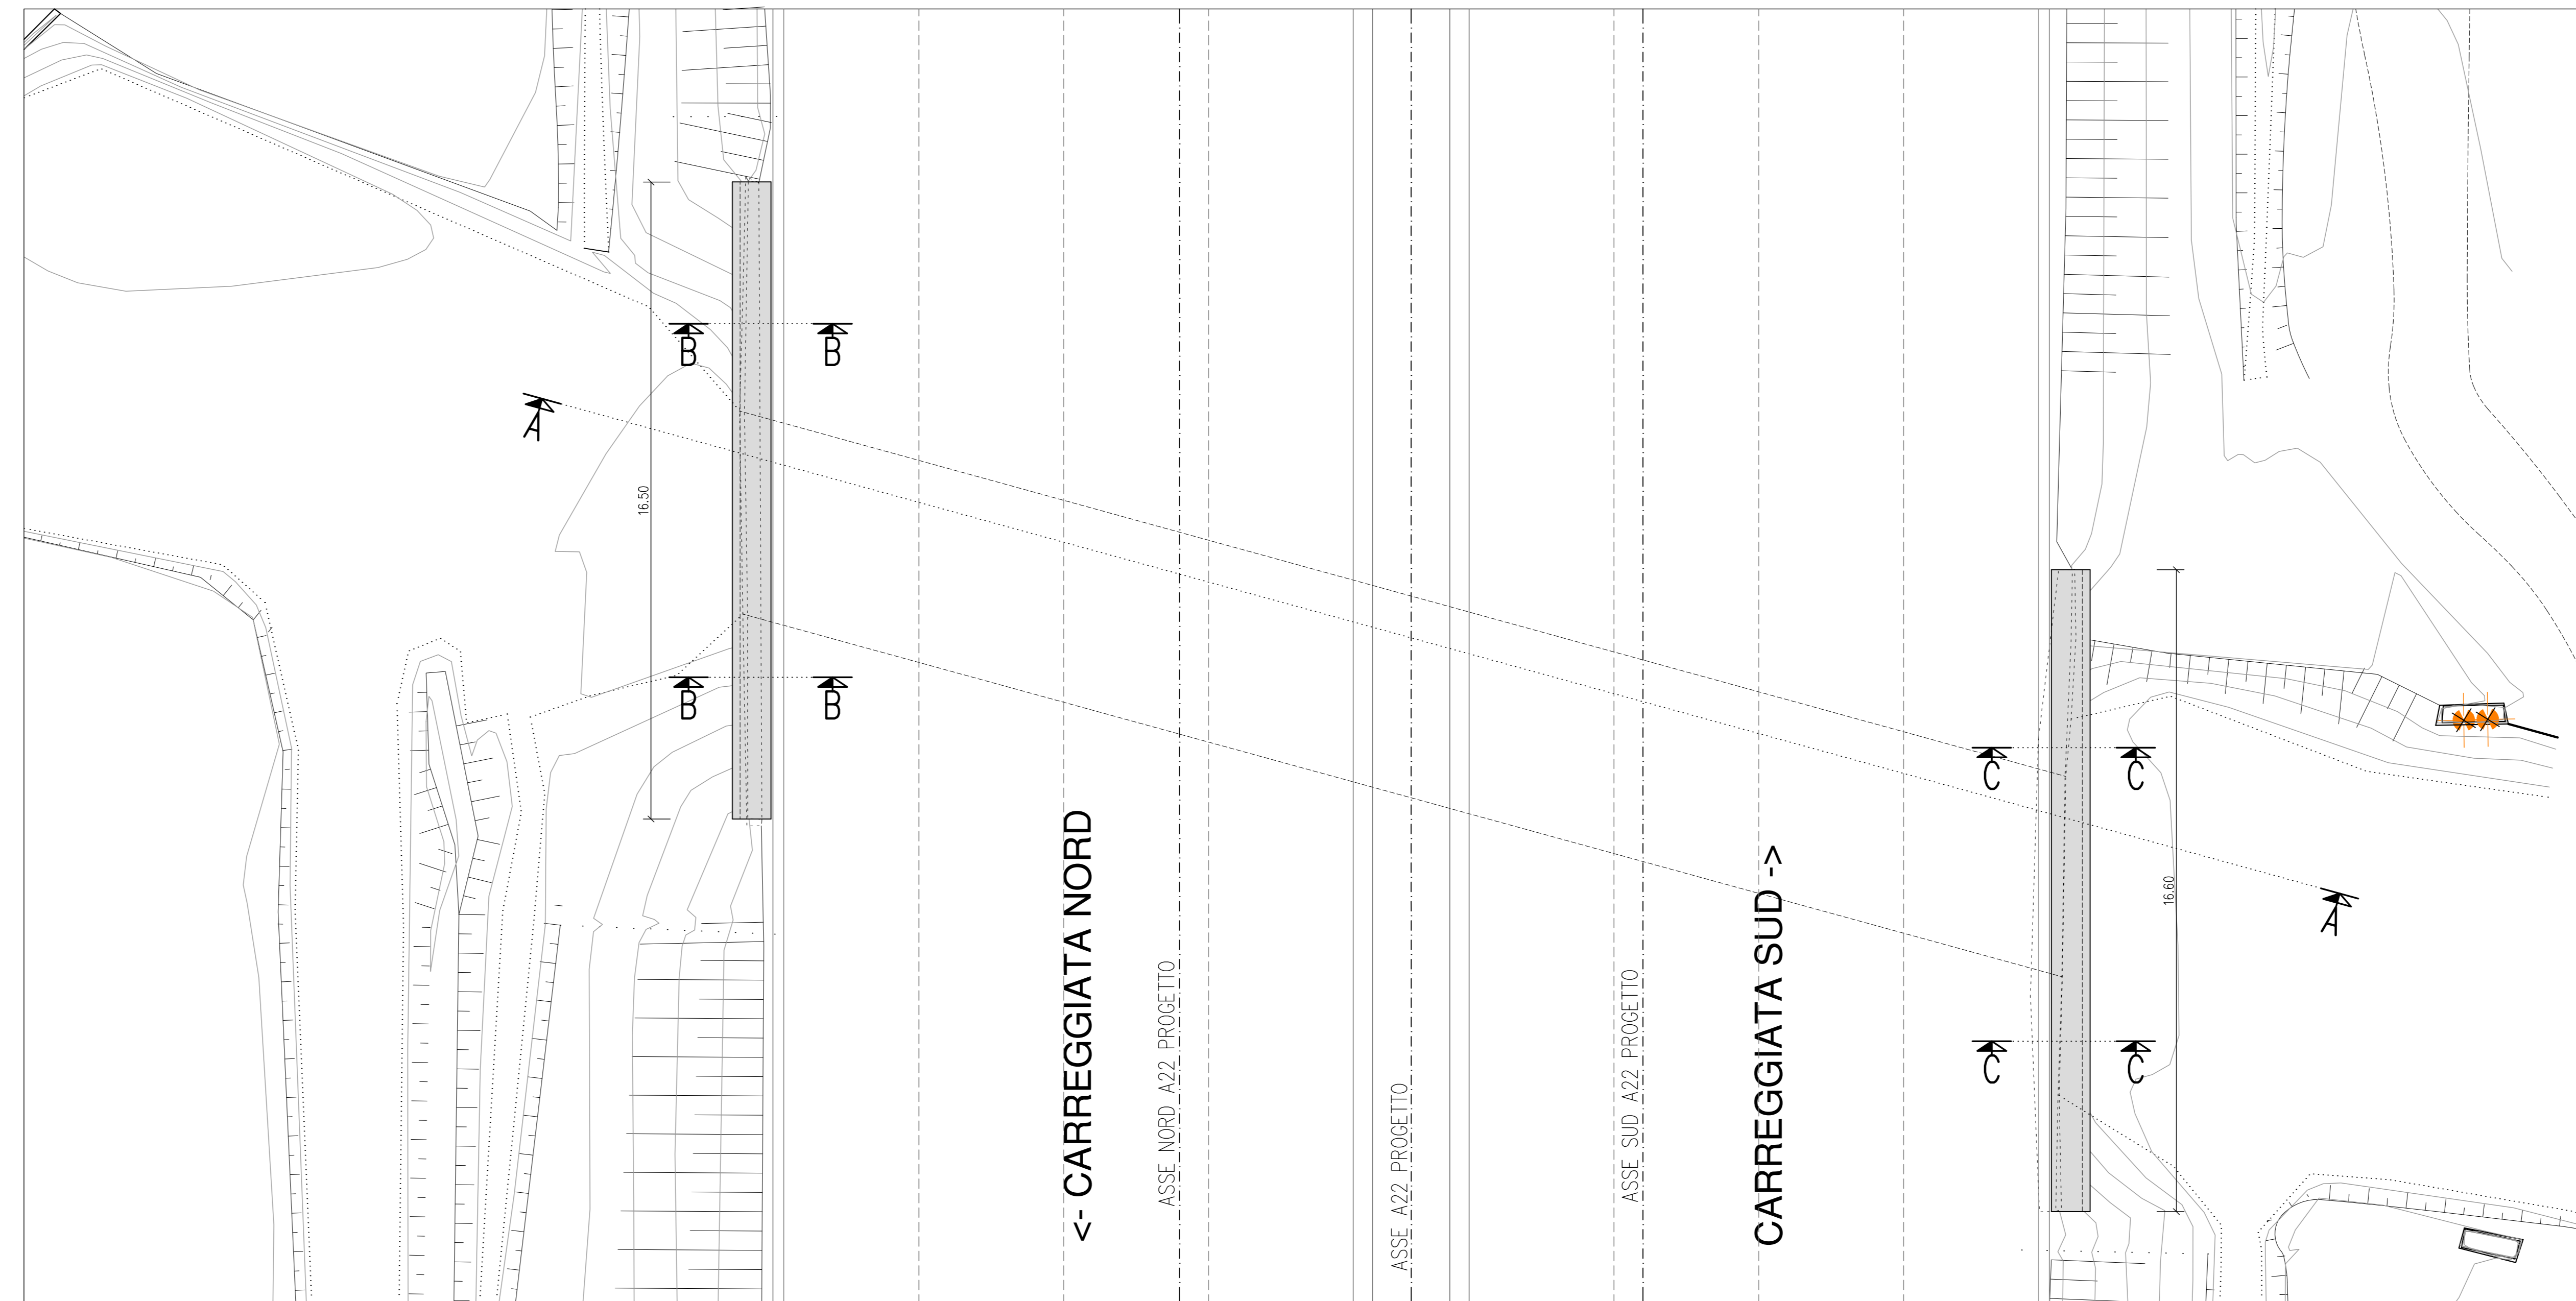 B
B
A
16.50
B
B
C
C
<- CARREGGIATA NORD
CARREGGIATA SUD ->
16.60
A
ASSE NORD A22 PROGETTO
ASSE SUD A22 PROGETTO
C
C
ASSE A22 PROGETTO